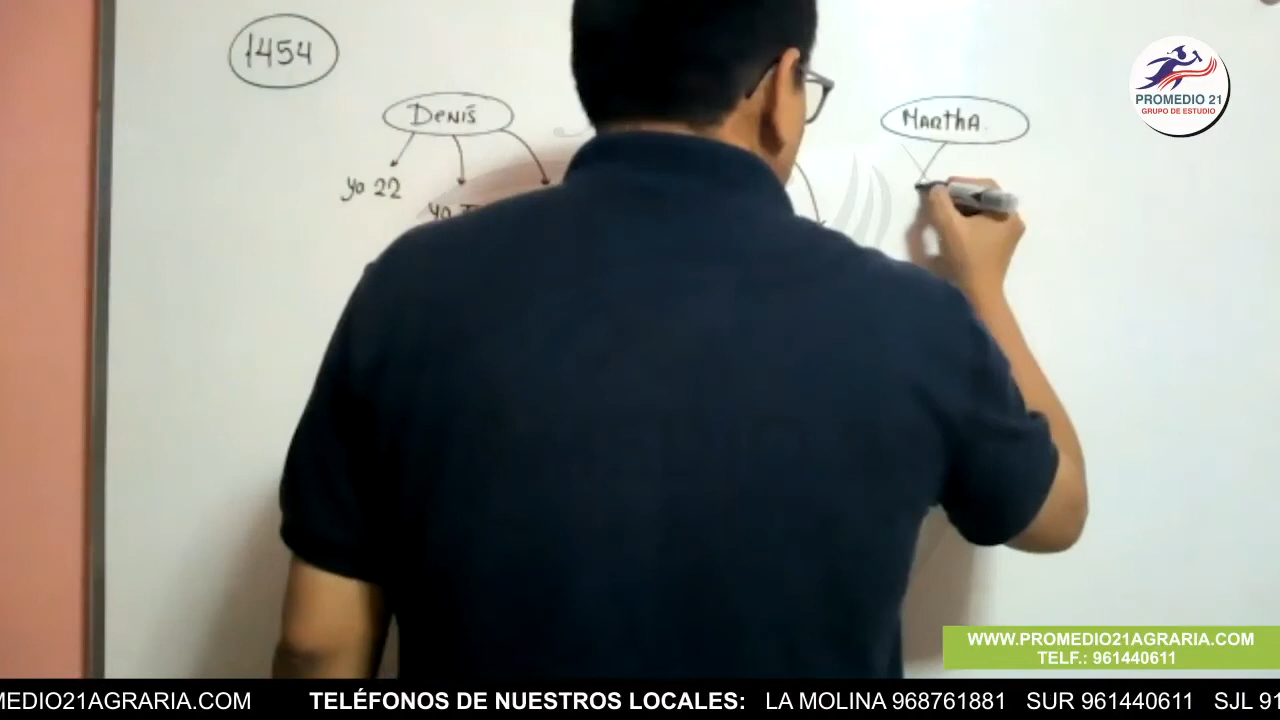 1454
Denis
Martha.
yo 22
yo
PROMEDIO 21
GRUPO DE ESTUDIO
WWW.PROMEDIO21AGRARIA.COM
TELF.: 961440611
MEDIO21AGRARIA.COM TELÉFONOS DE NUESTROS LOCALES: LA MOLINA 968761881 SUR 961440611 SJL 91